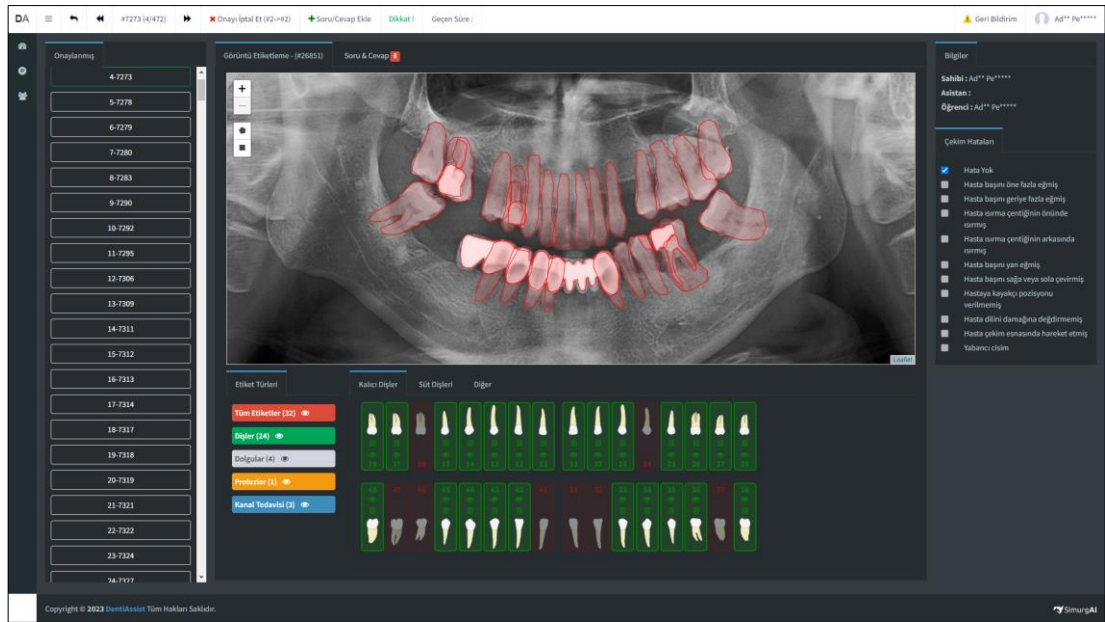 DA
#7273 (4/472)
Onayı İptal Et (#2->#2)
Soru/Cevap Ekle
Dikkat !
Geçen Süre :
Geri Bildirim
Ad** Pe*****
Onaylanmış
4-7273
5-7278
6-7279
7-7280
8-7283
9-7290
10-7292
11-7295
12-7306
13-7309
14-7311
15-7312
16-7313
17-7314
18-7317
19-7318
20-7319
21-7321
22-7322
23-7324
24-7327
Görüntü Etiketleme - (#26851)
Soru & Cevap
+
Leaflet
Etiket Türleri
Tüm Etiketler (32)
Dişler (24)
Dolgular (4)
Protezler (1)
Kanal Tedavisi (3)
Kalıcı Dişler
Süt Dişleri
Diğer
Bilgiler
Sahibi : Ad** Pe*****
Asistan :
Öğrenci : Ad** Pe*****
Çekim Hataları
Hata Yok
Hasta başını öne fazla eğmiş
Hasta başını geriye fazla eğmiş
Hasta ısırma çentiğinin önünde
ısırmış
Hasta ısırma çentiğinin arkasında
ısırmış
Hasta başını yan eğmiş
Hasta başını sağa veya sola çevirmiş
Hastaya kayakçı pozisyonu
verilmemiş
Hasta dilini damağına değdirmemiş
Hasta çekim esnasında hareket etmiş
Yabancı cisim
Copyright © 2023 DentiAssist Tüm Hakları Saklıdır.
SimurgAI